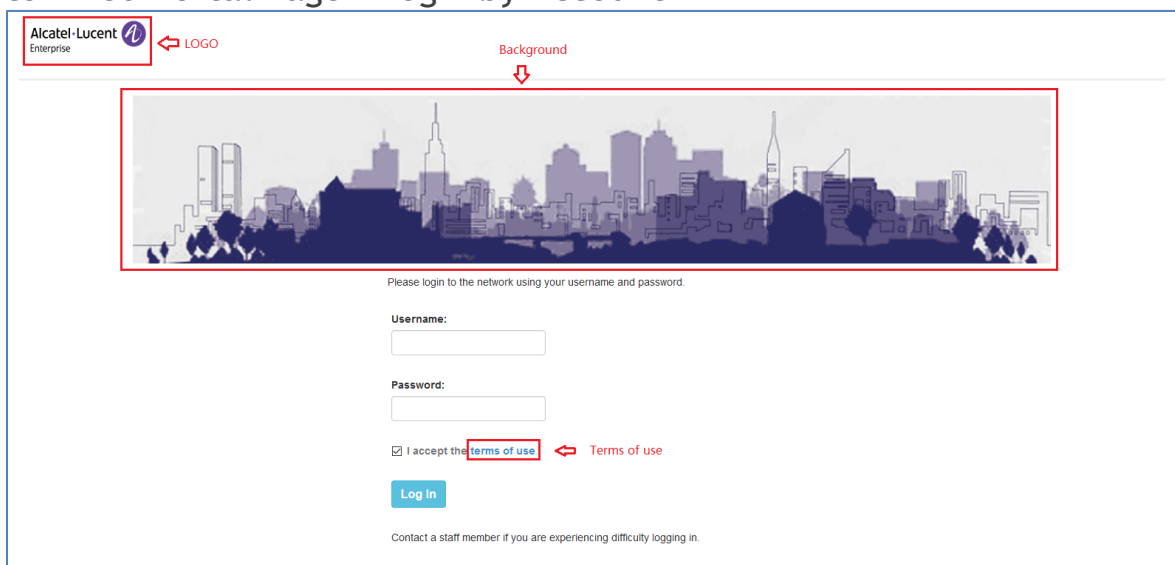 Alcatel·Lucent
Enterprise
LOGO
Background
Please login to the network using your username and password.
Username:
Password:
I accept the terms of use
Terms of use
Log In
Contact a staff member if you are experiencing difficulty logging in.